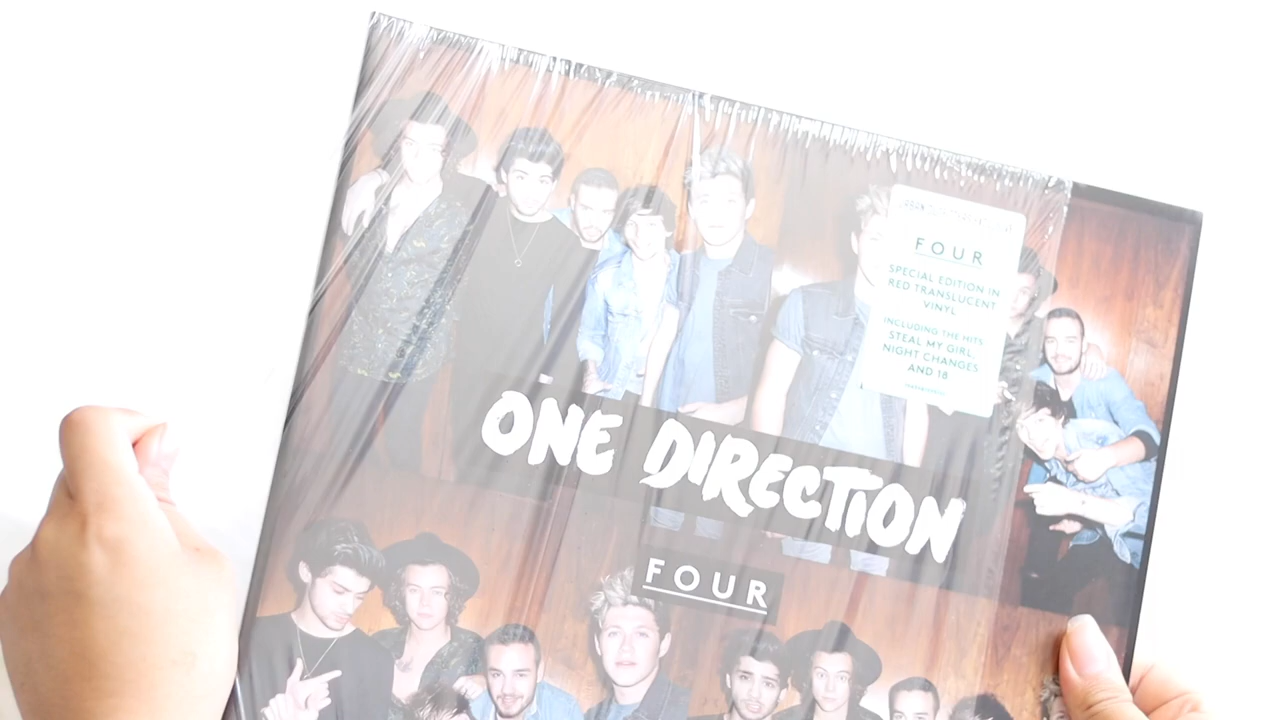 FOUR
SPECIAL EDITION IN
RED TRANSLUCENT
VINYL
INCLUDING THE HITS
STEAL MY GIRL,
NIGHT CHANGES
AND 18
ONE DIRECTION
FOUR